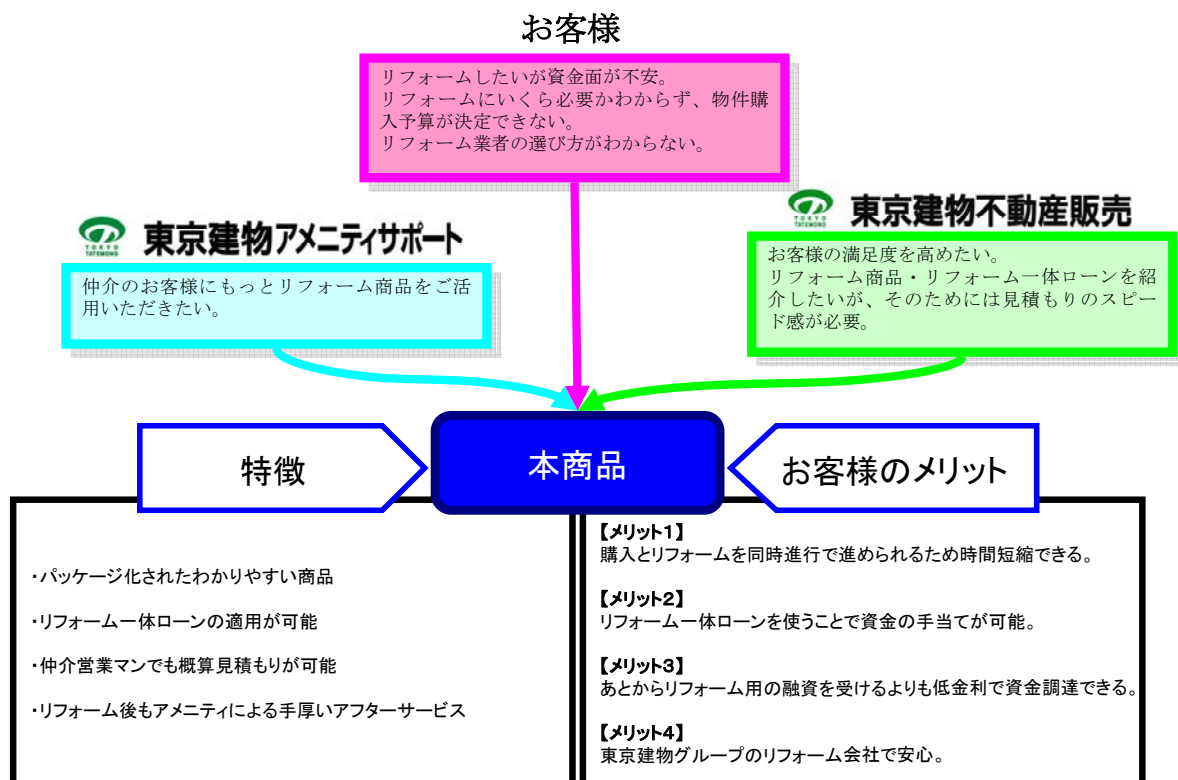 お客様
リフォームしたいが資金面が不安。
リフォームにいくら必要かわからず、物件購
入予算が決定できない。
リフォーム業者の選び方がわからない。
TOKYO
TATEMONO
東京建物アメニティサポート
仲介のお客様にもっとリフォーム商品をご活
用いただきたい。
TOKYO
TATEMONO
東京建物不動産販売
お客様の満足度を高めたい。
リフォーム商品・リフォーム一体ローンを紹
介したいが、そのためには見積もりのスピー
ド感が必要。
特徴
本商品
お客様のメリット
・パッケージ化されたわかりやすい商品
・リフォーム一体ローンの適用が可能
・仲介営業マンでも概算見積もりが可能
・リフォーム後もアメニティによる手厚いアフターサービス
【メリット1】
購入とリフォームを同時進行で進められるため時間短縮できる。
【メリット2】
リフォーム一体ローンを使うことで資金の手当てが可能。
【メリット3】
あとからリフォーム用の融資を受けるよりも低金利で資金調達できる。
【メリット4】
東京建物グループのリフォーム会社で安心。